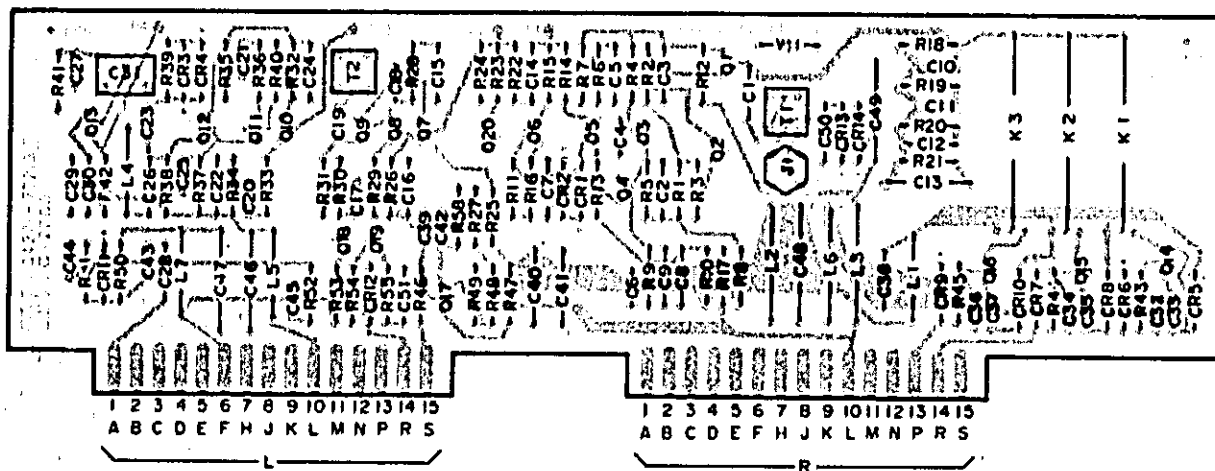 R41 C27 C31 R39 CR3 CR4 R35 C21 R36 R40 R32 C24 T2 C18 R28 C15 R24 R23 R22 C14 R15 R14 R7 R6 C5 R4 R2 C3 R12 Q1 C1 T1 R18
C10
R19
C11
Q13 C23 Q12 Q11 Q10 C19 Q9 Q8 Q7 Q20 Q6 Q5 C4 Q3 Q2 C50 CR13 CR14 C49 R20
C12
R21
C13
K3 K2 K1
C29 C30 L4 C26 R38 C25 R37 C22 R34 C20 R33 R31 R30 C17 R29 R26 C16 R58 R27 R25 R11 R16 C7 CR2 CR1 R13 Q4 R5 C2 R1 R3 J1
C44 CR11 R50 C43 C28 L7 C47 C46 L5 C45 R52 R53 Q18 R54 Q19 CR12 R55 C51 R46 C39 C42 Q17 R49 R48 R47 C40 C41 C6 R9 C9 C8 R10 R17 R8 L2 C48 L6 L3 C38 L1 CR9 R45 C36 C37 Q16 CR10 CR7 C34 C35 Q15 CR8 CR6 R43 C32 C33 Q14 CR5
1 2 3 4 5 6 7 8 9 10 11 12 13 14 15
A B C D E F H J K L M N P R S
L
1 2 3 4 5 6 7 8 9 10 11 12 13 14 15
A B C D E F H J K L M N P R S
R